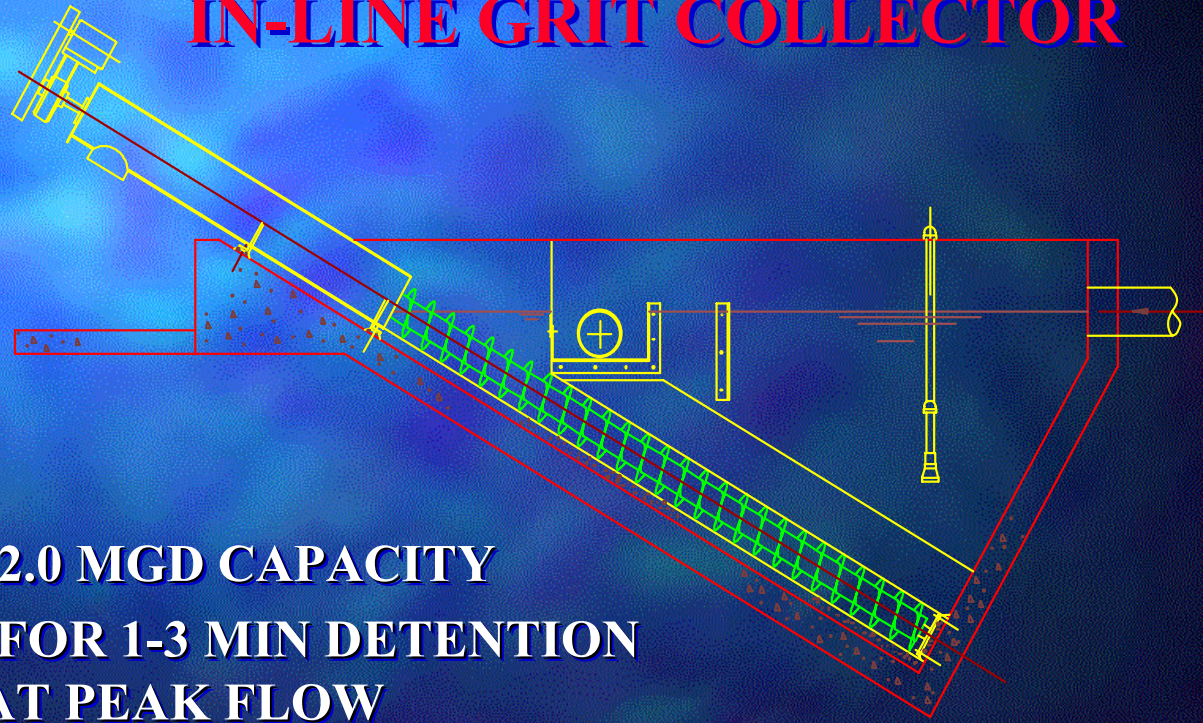 IN-LINE GRIT COLLECTOR
2.0 MGD CAPACITY
FOR 1-3 MIN DETENTION
AT PEAK FLOW